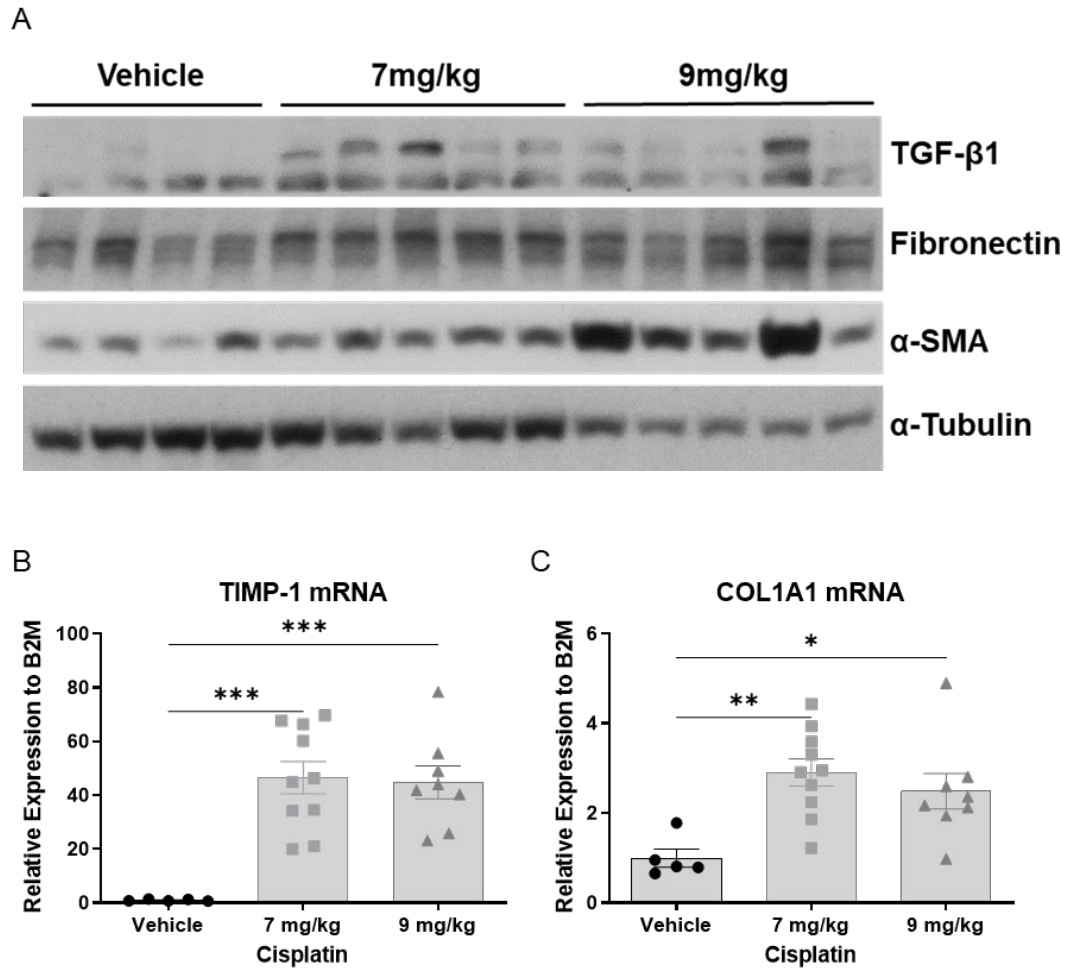 A
Vehicle 7mg/kg 9mg/kg
TGF-β1
Fibronectin
α-SMA
α-Tubulin
B
TIMP-1 mRNA
Relative Expression to B2M
100
80
60
40
20
0
***
***
Vehicle 7 mg/kg 9 mg/kg
Cisplatin
C
COL1A1 mRNA
Relative Expression to B2M
6
4
2
0
*
**
Vehicle 7 mg/kg 9 mg/kg
Cisplatin